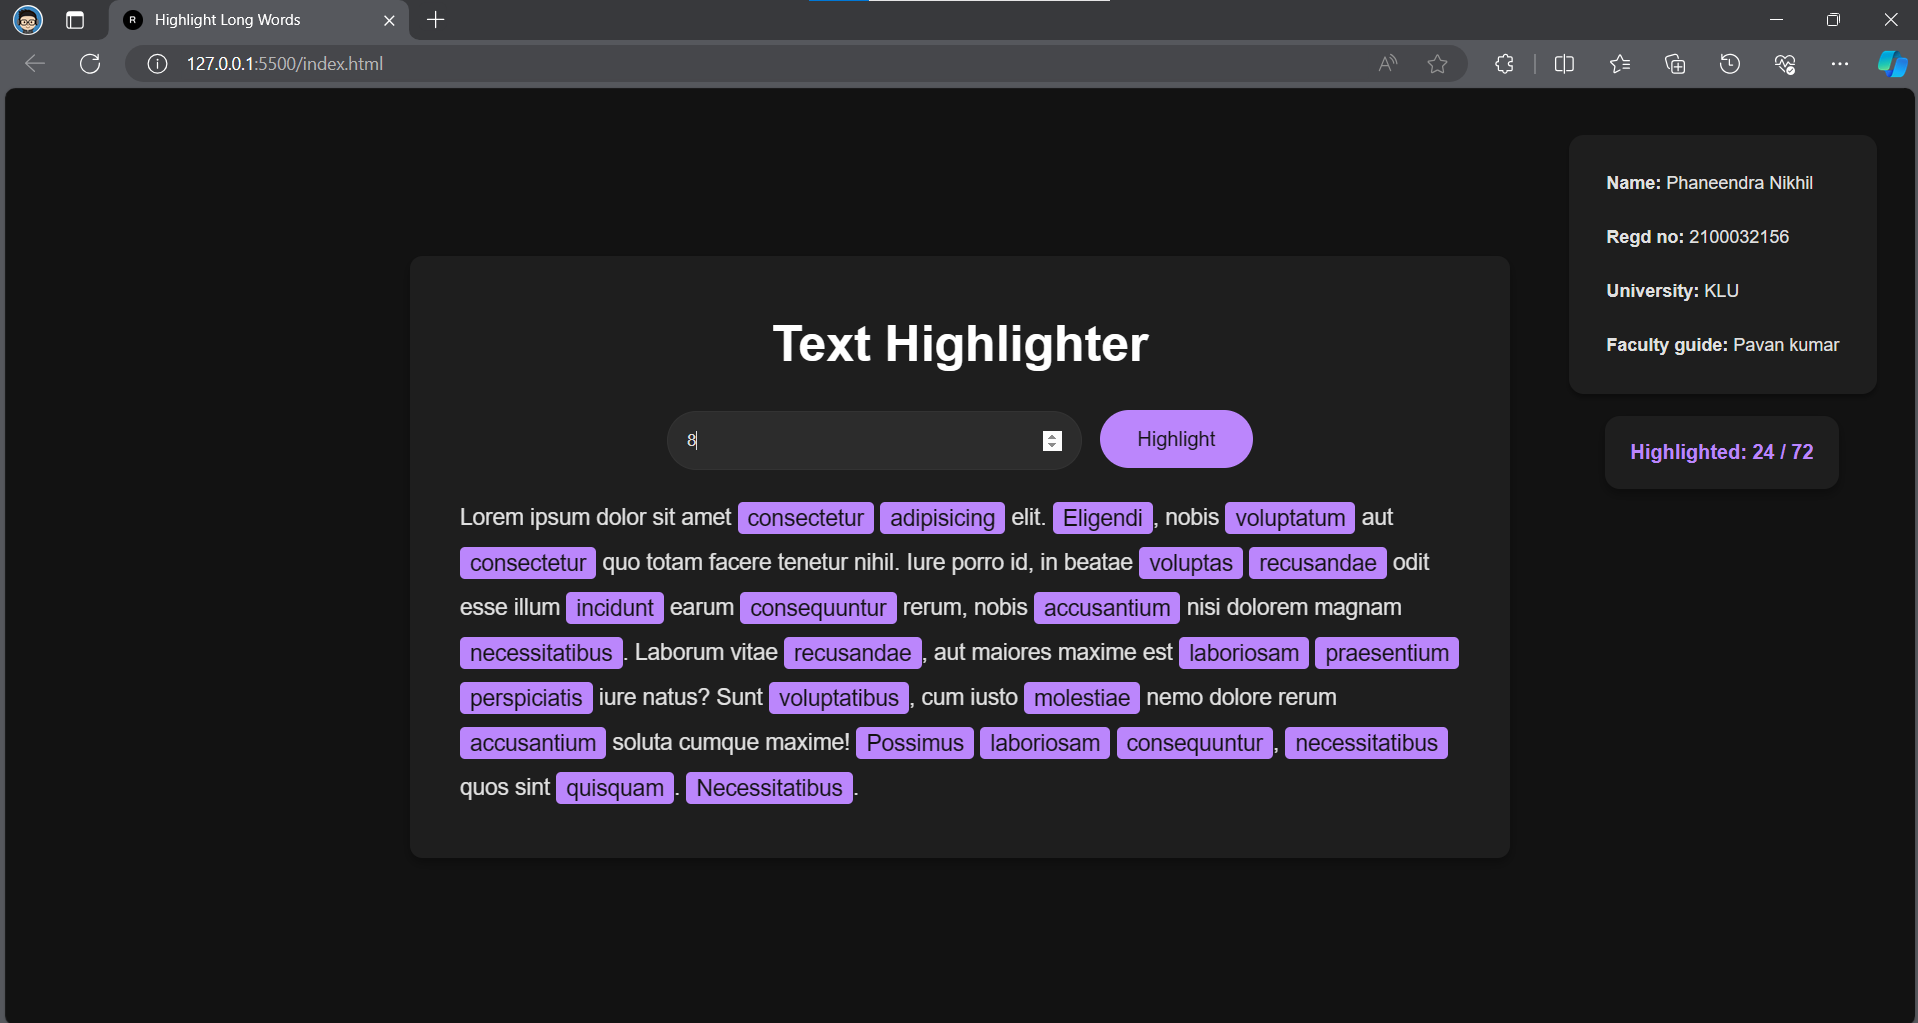 R Highlight Long Words
127.0.0.1:5500/index.html
Name: Phaneendra Nikhil
Regd no: 2100032156
University: KLU
Faculty guide: Pavan kumar
Highlighted: 24 / 72
Text Highlighter
8
Highlight
Lorem ipsum dolor sit amet consectetur adipisicing elit. Eligendi, nobis voluptatum aut
consectetur quo totam facere tenetur nihil. Iure porro id, in beatae voluptas recusandae odit
esse illum incidunt earum consequuntur rerum, nobis accusantium nisi dolorem magnam
necessitatibus. Laborum vitae recusandae, aut maiores maxime est laboriosam praesentium
perspiciatis iure natus? Sunt voluptatibus, cum iusto molestiae nemo dolore rerum
accusantium soluta cumque maxime! Possimus laboriosam consequuntur, necessitatibus
quos sint quisquam. Necessitatibus.